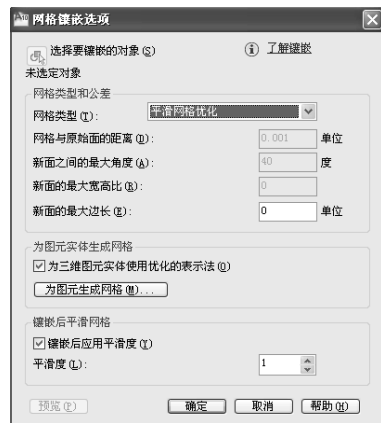 网格镶嵌选项
选择要镶嵌的对象(S)
了解镶嵌
未选定对象
网格类型和公差
网格类型(T): 平滑网格优化
网格与原始面的距离(D): 0.001 单位
新面之间的最大角度(A): 40 度
新面的最大宽高比(R): 0
新面的最大边长(E): 0 单位
为图元实体生成网格
为三维图元实体使用优化的表示法(O)
为图元生成网格(M)...
镶嵌后平滑网格
镶嵌后应用平滑度(Y)
平滑度(L): 1
预览(P) 确定 取消 帮助(H)